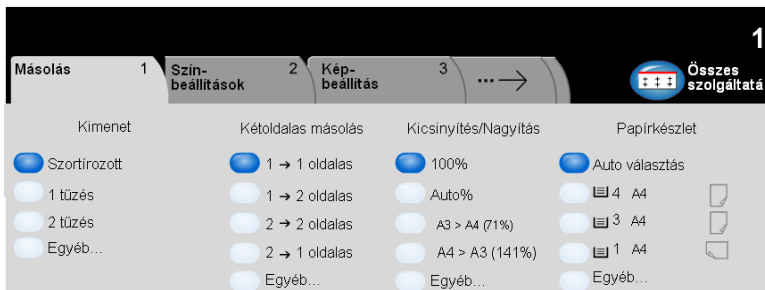 1
Másolás 1
Szín-
beállítások 2
Kép-
beállítás 3
...→
Összes
szolgáltatá
Kimenet
Szortírozott
1 tűzés
2 tűzés
Egyéb...
Kétoldalas másolás
1 → 1 oldalas
1 → 2 oldalas
2 → 2 oldalas
2 → 1 oldalas
Egyéb...
Kicsinyítés/Nagyítás
100%
Auto%
A3 > A4 (71%)
A4 > A3 (141%)
Egyéb...
Papírkészlet
Auto választás
4 A4
3 A4
1 A4
Egyéb...